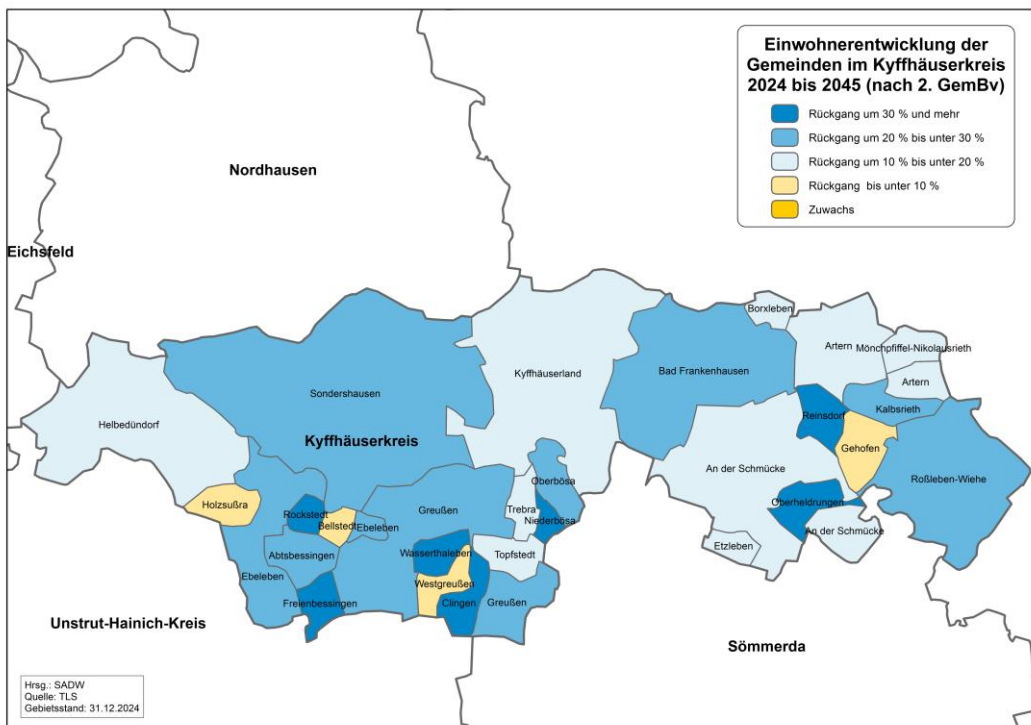 Einwohnerentwicklung der
Gemeinden im Kyffhäuserkreis
2024 bis 2045 (nach 2. GemBv)
Rückgang um 30 % und mehr
Rückgang um 20 % bis unter 30 %
Rückgang um 10 % bis unter 20 %
Rückgang bis unter 10 %
Zuwachs
Nordhausen
Eichsfeld
Borxleben
Artern
Mönchpfiffel-Nikolausrieth
Kyffhäuserland
Bad Frankenhausen
Artern
Sondershausen
Kalbsrieth
Reinsdorf
Helbedündorf
Kyffhäuserkreis
Gehofen
An der Schmücke
Roßleben-Wiehe
Oberbösa
Holzsußra
Oberheldrungen
Trebra
Greußen
Niederbösa
Rockstedt
Bellstedt
Ebeleben
An der Schmücke
Etzleben
Wasserthaleben
Topfstedt
Abtsbessingen
Ebeleben
Westgreußen
Freienbessingen
Clingen
Greußen
Unstrut-Hainich-Kreis
Sömmerda
Hrsg.: SADW
Quelle: TLS
Gebietsstand: 31.12.2024